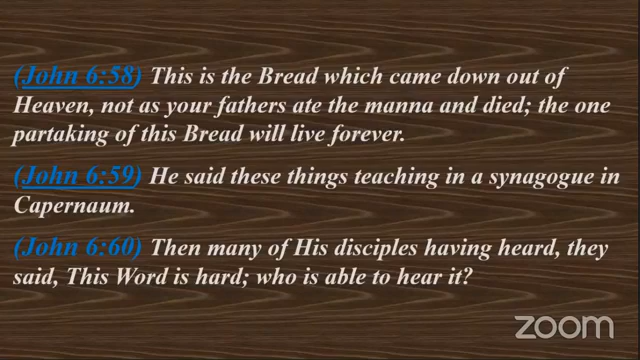 (John 6:58) This is the Bread which came down out of
Heaven, not as your fathers ate the manna and died; the one
partaking of this Bread will live forever.
(John 6:59) He said these things teaching in a synagogue in
Capernaum.
(John 6:60) Then many of His disciples having heard, they
said, This Word is hard; who is able to hear it?
zoom